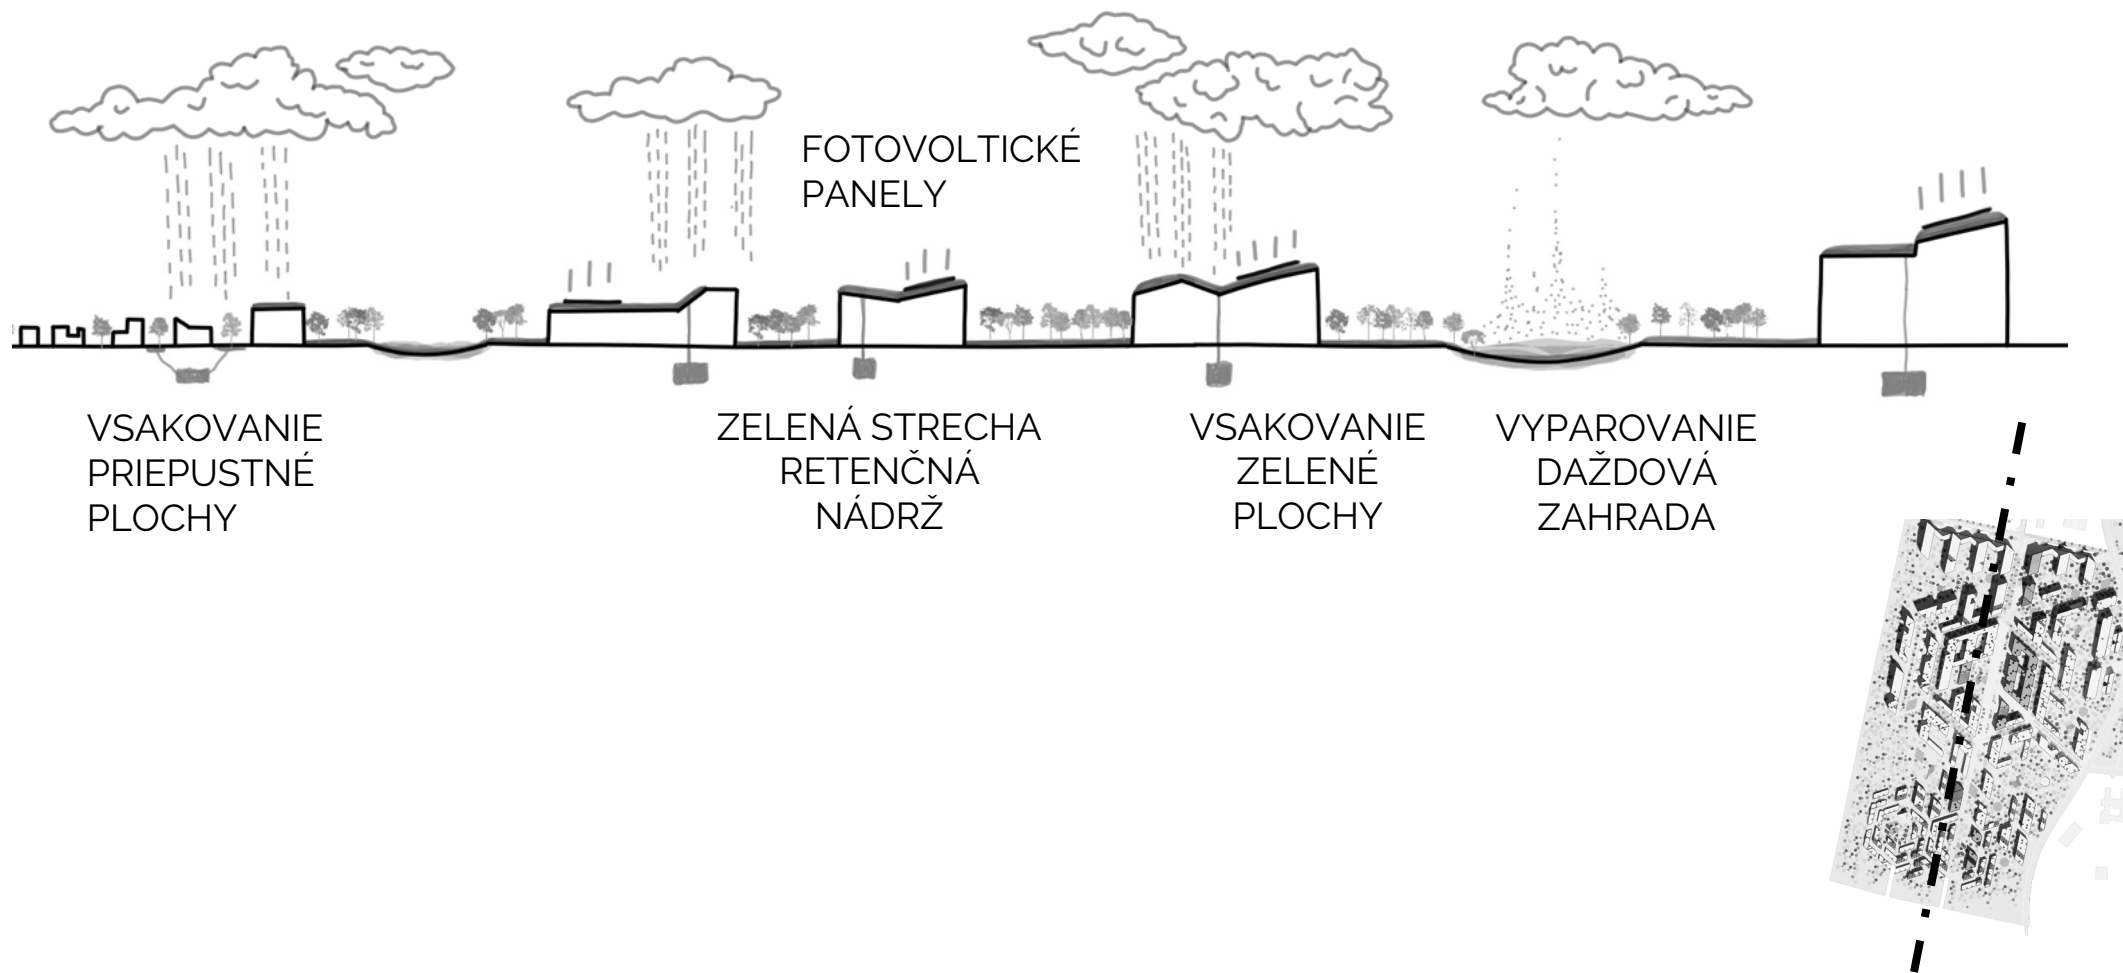 FOTOVOLTICKÉ
PANELY
VSAKOVANIE
PRIEPUSTNÉ
PLOCHY
ZELENÁ STRECHA
RETENČNÁ
NÁDRŽ
VSAKOVANIE
ZELENÉ
PLOCHY
VYPAROVANIE
DAŽDOVÁ
ZAHRADA